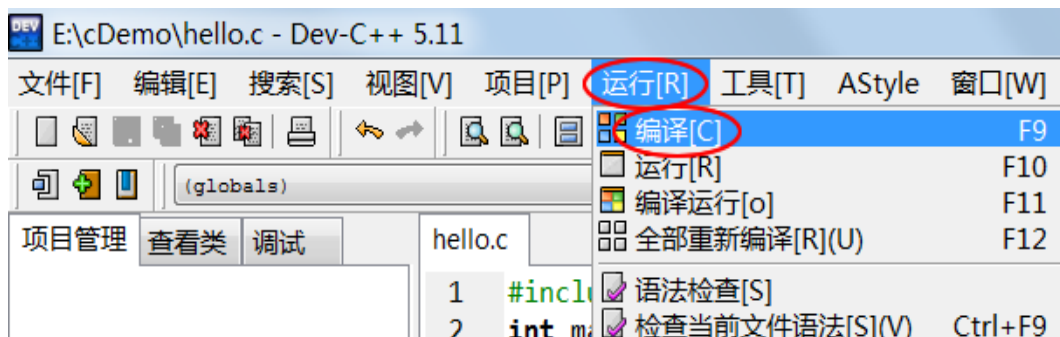 E:\cDemo\hello.c - Dev-C++ 5.11
文件[F] 编辑[E] 搜索[S] 视图[V] 项目[P] 运行[R] 工具[T] AStyle 窗口[W]
编译[C] F9
运行[R] F10
(globals)
编译运行[o] F11
项目管理 查看类 调试 hello.c
全部重新编译[R](U) F12
1 #inclu
语法检查[S]
2 int ma
检查当前文件语法[S](V) Ctrl+F9